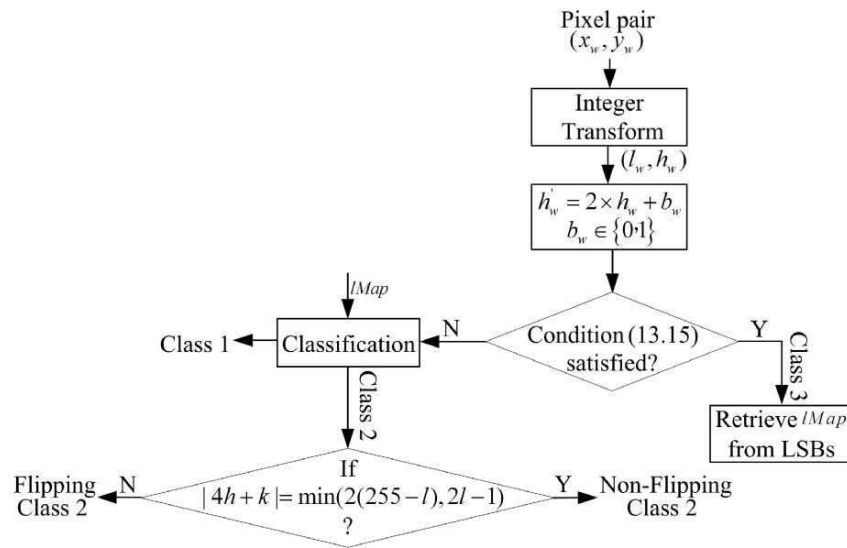 Pixel pair
(x_w, y_w)
Integer
Transform
(l_w, h_w)
h'_w = 2 × h_w + b_w
b_w ∈ {0,1}
lMap
N
Condition (13.15)
satisfied?
Y
Class 1
Classification
Class 3
Class 2
Retrieve lMap
from LSBs
If
Flipping
Class 2
N
| 4h + k |= min(2(255 − l), 2l − 1)
Y
Non-Flipping
Class 2
?